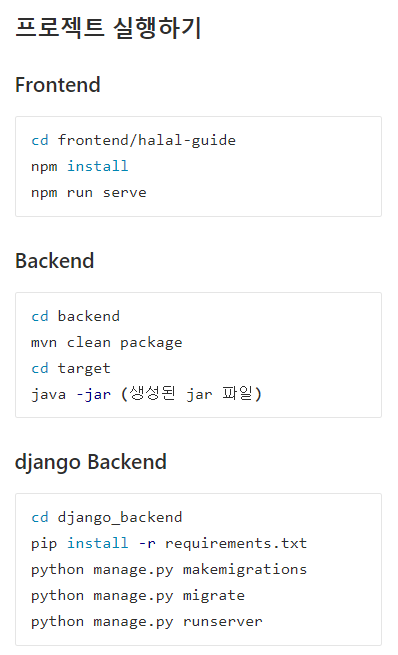 프로젝트 실행하기
Frontend
cd frontend/halal-guide
npm install
npm run serve
Backend
cd backend
mvn clean package
cd target
java -jar (생성된 jar 파일)
django Backend
cd django_backend
pip install -r requirements.txt
python manage.py makemigrations
python manage.py migrate
python manage.py runserver